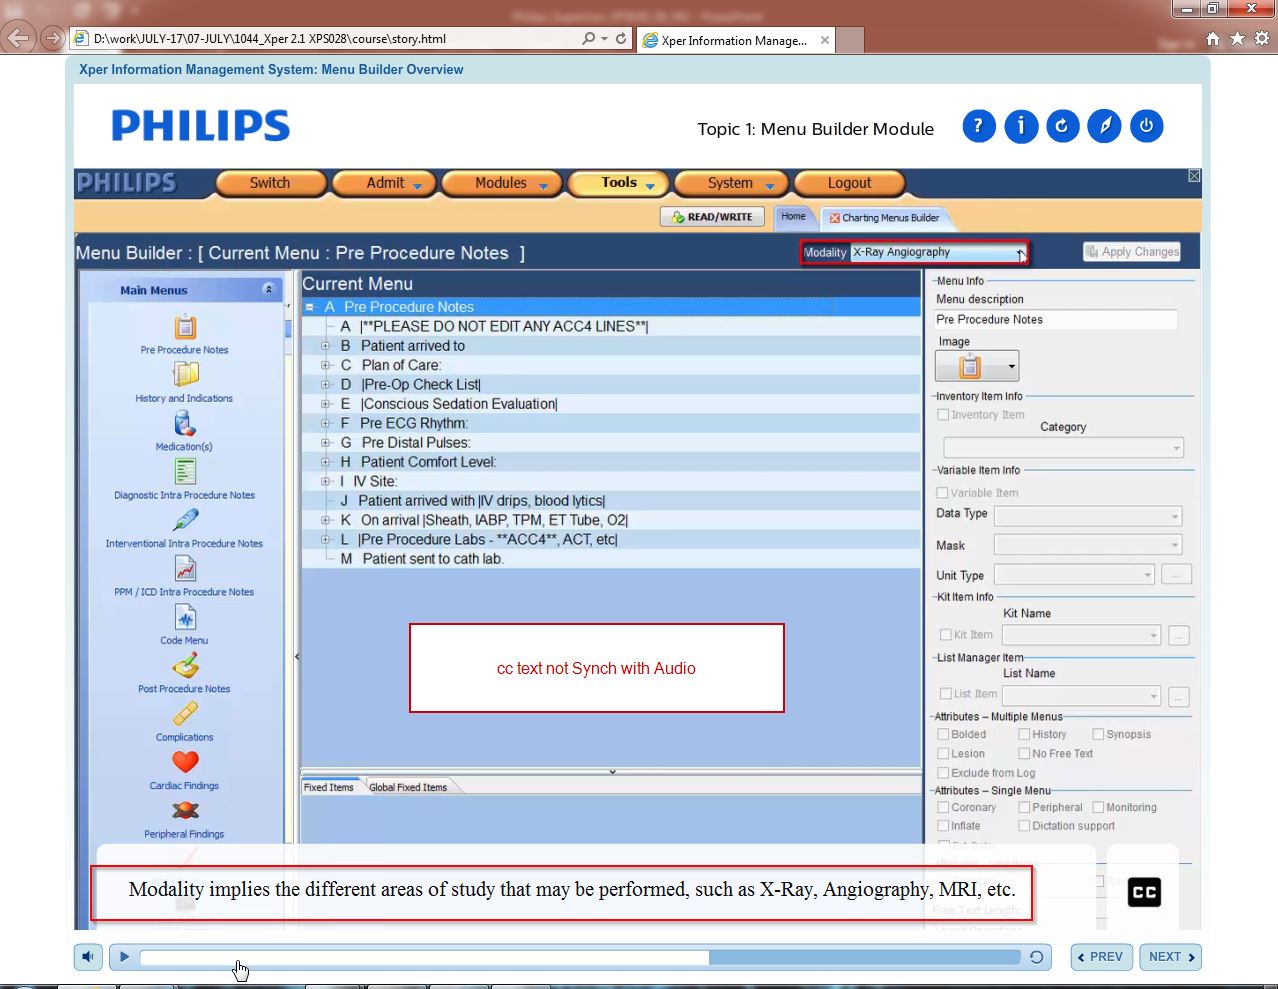 D:\work\JULY-17\07-JULY\1044_Xper 2.1 XPS028\course\story.html
Xper Information Manage...
Xper Information Management System: Menu Builder Overview
PHILIPS
Topic 1: Menu Builder Module
PHILIPS
Switch
Admit
Modules
Tools
System
Logout
READ/WRITE
Home
Charting Menus Builder
Menu Builder : [ Current Menu : Pre Procedure Notes ]
Modality
X-Ray Angiography
Apply Changes
Main Menus
Pre Procedure Notes
History and Indications
Medication(s)
Diagnostic Intra Procedure Notes
Interventional Intra Procedure Notes
PPM / ICD Intra Procedure Notes
Code Menu
Post Procedure Notes
Complications
Cardiac Findings
Peripheral Findings
Current Menu
A Pre Procedure Notes
A |**PLEASE DO NOT EDIT ANY ACC4 LINES**|
B Patient arrived to
C Plan of Care:
D |Pre-Op Check List|
E |Conscious Sedation Evaluation|
F Pre ECG Rhythm:
G Pre Distal Pulses:
H Patient Comfort Level:
I IV Site:
J Patient arrived with |IV drips, blood lytics|
K On arrival |Sheath, IABP, TPM, ET Tube, O2|
L |Pre Procedure Labs - **ACC4**, ACT, etc|
M Patient sent to cath lab.
cc text not Synch with Audio
Fixed Items
Global Fixed Items
Menu Info
Menu description
Pre Procedure Notes
Image
Inventory Item Info
Inventory Item
Category
Variable Item Info
Variable Item
Data Type
Mask
Unit Type
...
Kit Item Info
Kit Name
Kit Item
...
List Manager Item
List Name
List Item
...
Attributes – Multiple Menus
Bolded
History
Synopsis
Lesion
No Free Text
Exclude from Log
Attributes – Single Menu
Coronary
Peripheral
Monitoring
Inflate
Dictation support
Free Text Length:
Modality implies the different areas of study that may be performed, such as X-Ray, Angiography, MRI, etc.
CC
PREV
NEXT